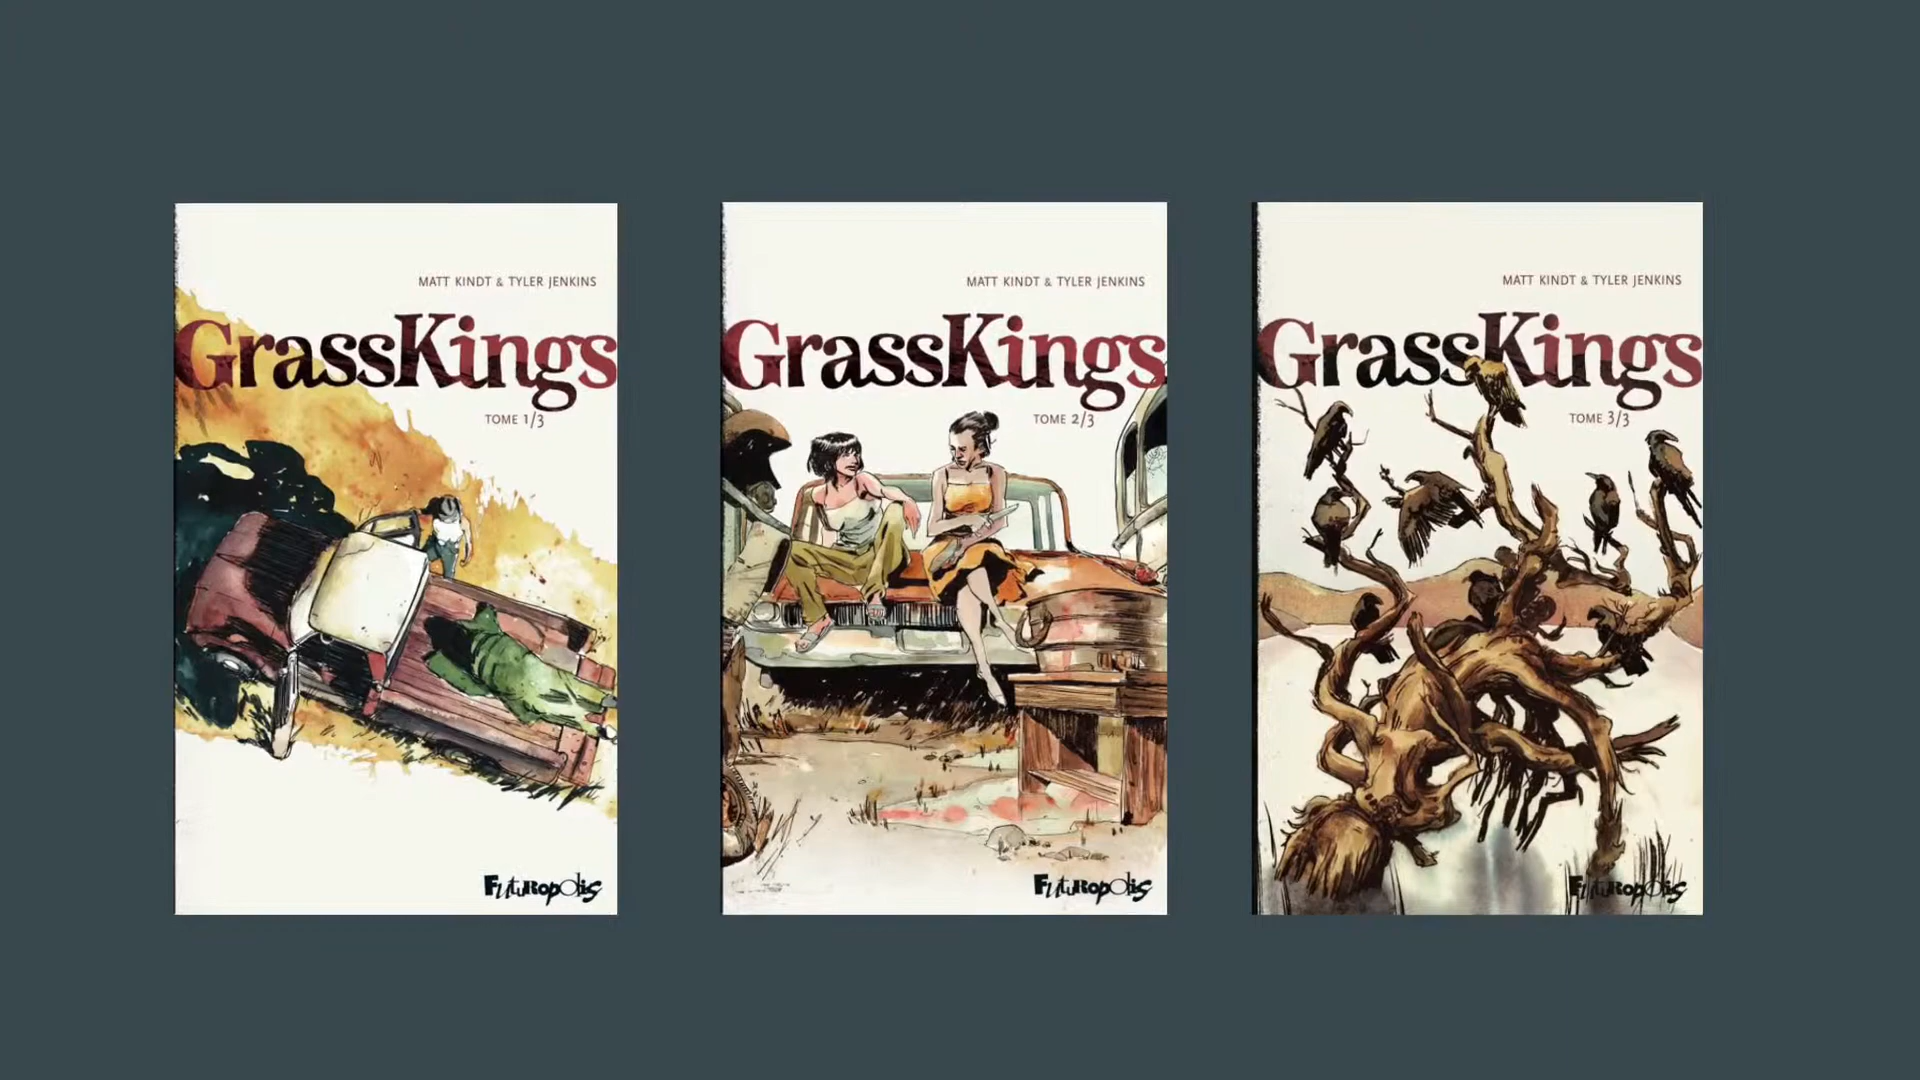 MATT KINDT & TYLER JENKINS
GrassKings
TOME 1/3
FUTUROPOLIS
MATT KINDT & TYLER JENKINS
GrassKings
TOME 2/3
FUTUROPOLIS
MATT KINDT & TYLER JENKINS
GrassKings
TOME 3/3
FUTUROPOLIS